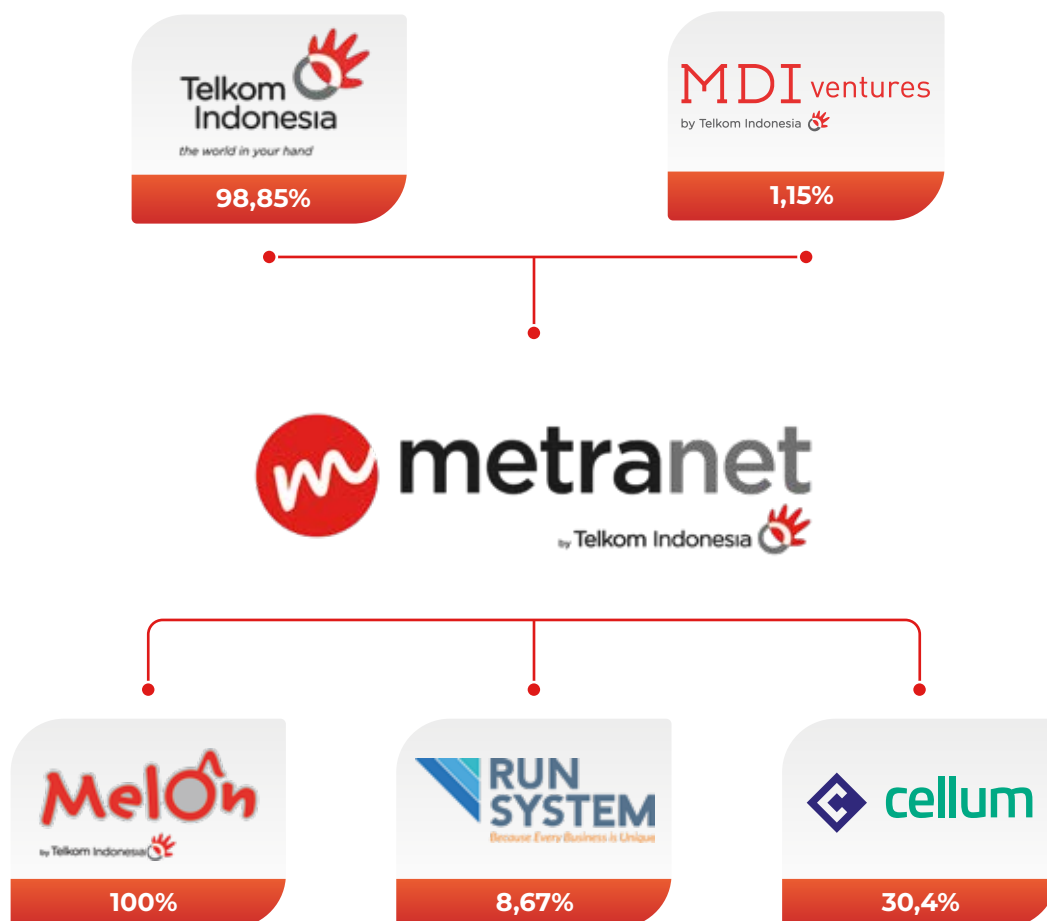 Telkom
Indonesia
the world in your hand
98,85%
MDI ventures
by Telkom Indonesia
1,15%
metranet
by Telkom Indonesia
MelOn
by Telkom Indonesia
100%
RUN
SYSTEM
Because Every Business is Unique
8,67%
cellum
30,4%